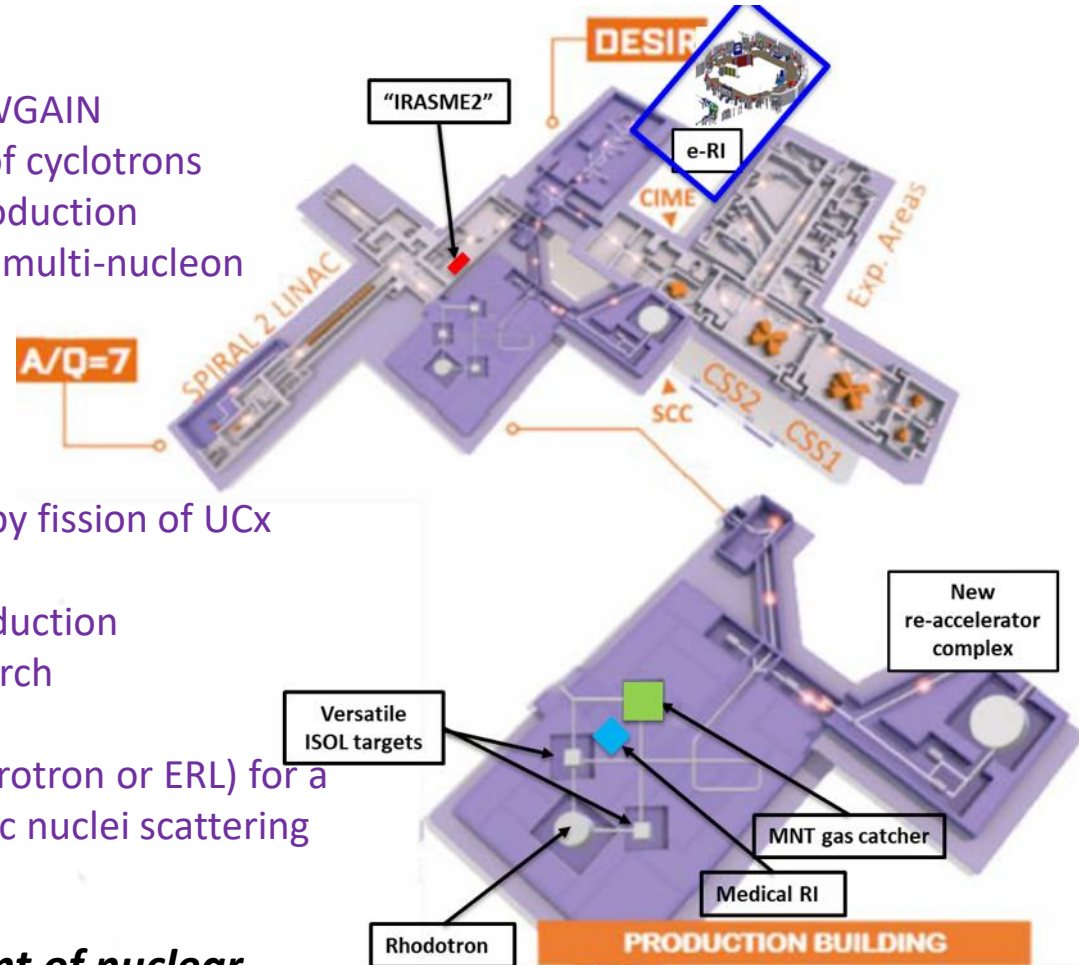 VGAIN
of cyclotrons
oduction
multi-nucleon
by fission of UCx
duction
rch
rotron or ERL) for a
c nuclei scattering
nt of nuclear
DESIR
"IRASME2"
e-RI
CIME
Exp. Areas
SPIRAL 2 LINAC
A/Q=7
CSS2
SCC
CSS1
New
re-accelerator
complex
Versatile
ISOL targets
MNT gas catcher
Medical RI
Rhodotron
PRODUCTION BUILDING